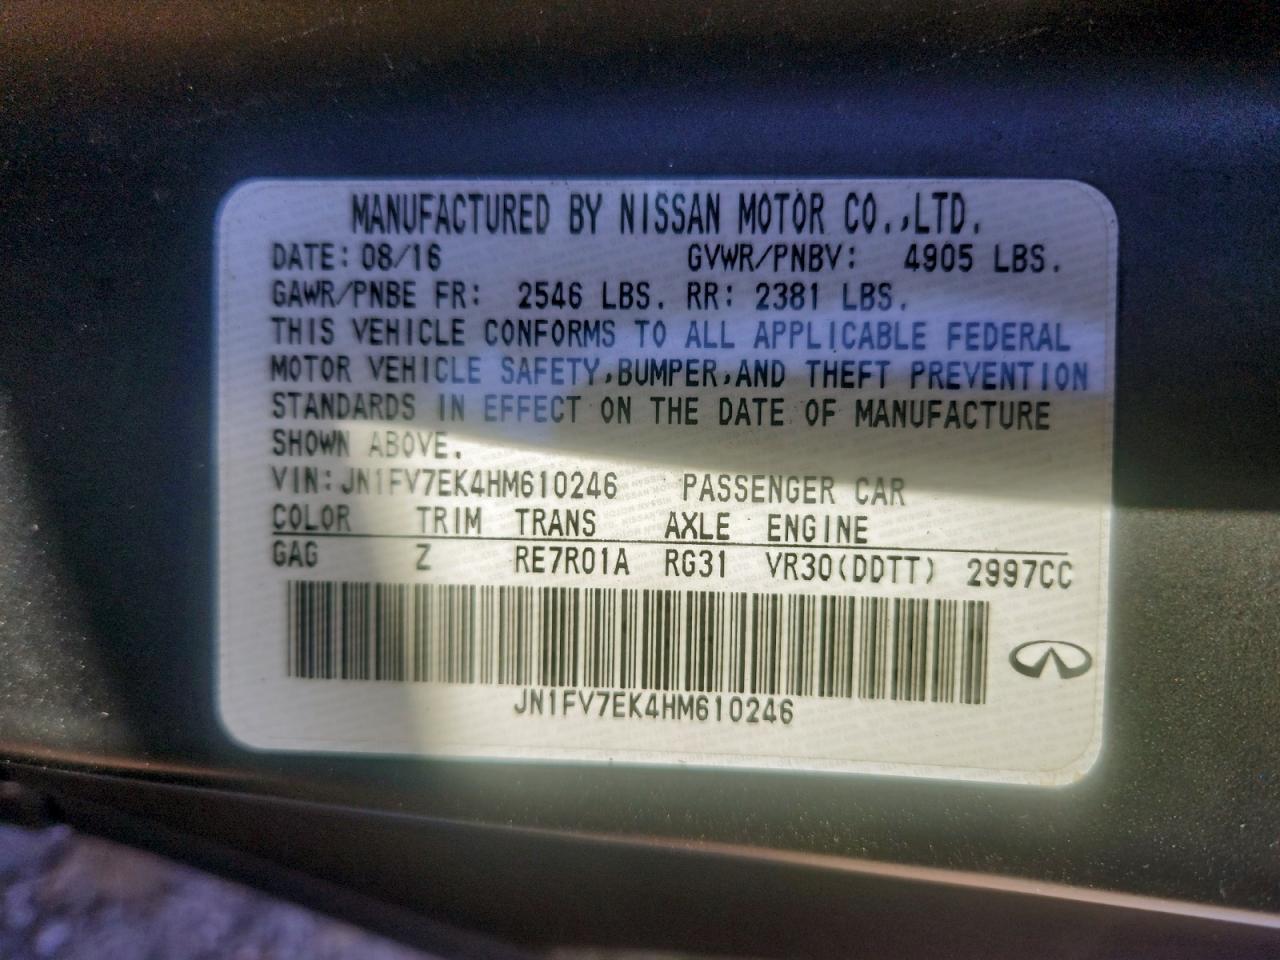 MANUFACTURED BY NISSAN MOTOR CO.,LTD.
DATE: 08/16 GVWR/PNBV: 4905 LBS.
GAWR/PNBE FR: 2546 LBS. RR: 2381 LBS.
THIS VEHICLE CONFORMS TO ALL APPLICABLE FEDERAL
MOTOR VEHICLE SAFETY,BUMPER,AND THEFT PREVENTION
STANDARDS IN EFFECT ON THE DATE OF MANUFACTURE
SHOWN ABOVE.
VIN: JN1FV7EK4HM610246 PASSENGER CAR
COLOR TRIM TRANS AXLE ENGINE
GAG Z RE7R01A RG31 VR30(DDTT) 2997CC
JN1FV7EK4HM610246